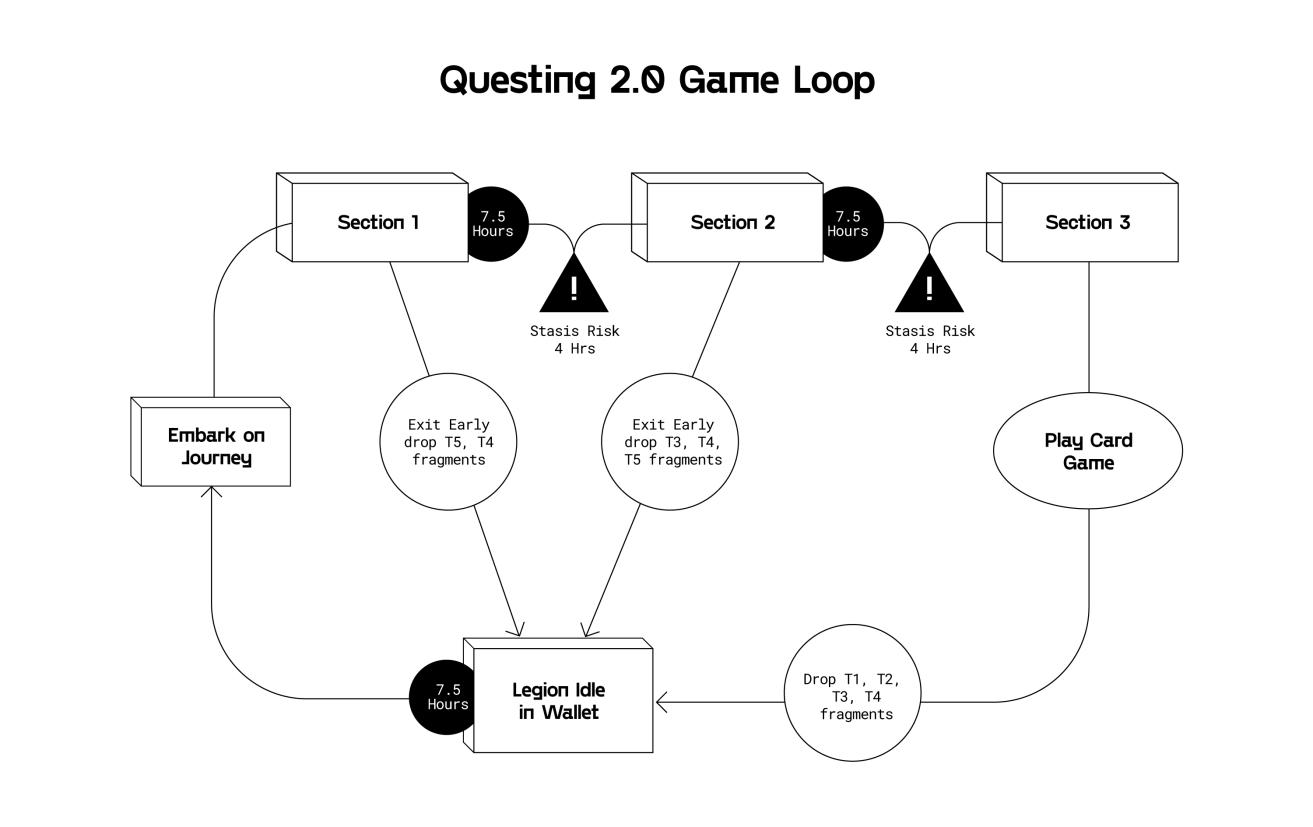 Questing 2.0 Game Loop
Section 1
7.5
Hours
Section 2
7.5
Hours
Section 3
!
Stasis Risk
4 Hrs
!
Stasis Risk
4 Hrs
Embark on
Journey
Exit Early
drop T5, T4
fragments
Exit Early
drop T3, T4,
T5 fragments
Play Card
Game
7.5
Hours
Legion Idle
in Wallet
Drop T1, T2,
T3, T4
fragments